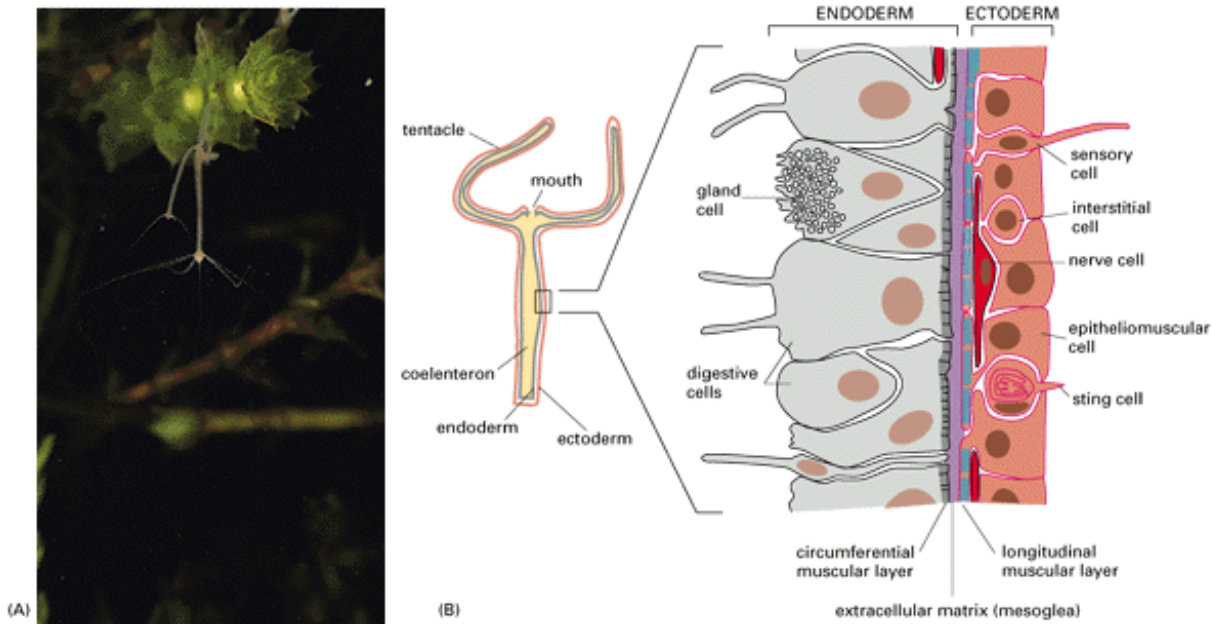 ENDODERM
ECTODERM
tentacle
mouth
gland
cell
sensory
cell
interstitial
cell
nerve cell
epitheliomuscular
cell
coelenteron
digestive
cells
sting cell
endoderm
ectoderm
circumferential
muscular layer
longitudinal
muscular layer
(A)
(B)
extracellular matrix (mesoglea)